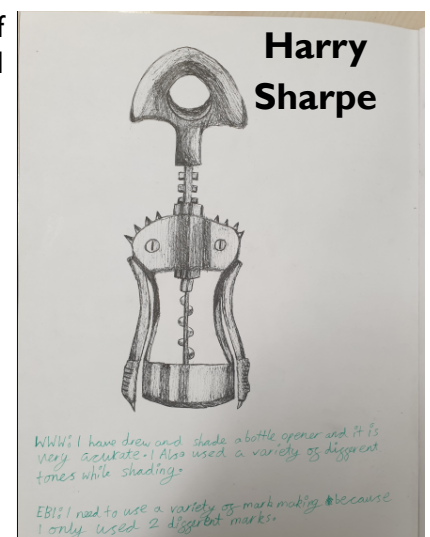 f
Harry
Sharpe
WWW: I have drew and shade a bottle opener and it is
very acurate. I Also used a variety of different
tones while shading.
EBI: I need to use a variety of mark making because
I only used 2 different marks.